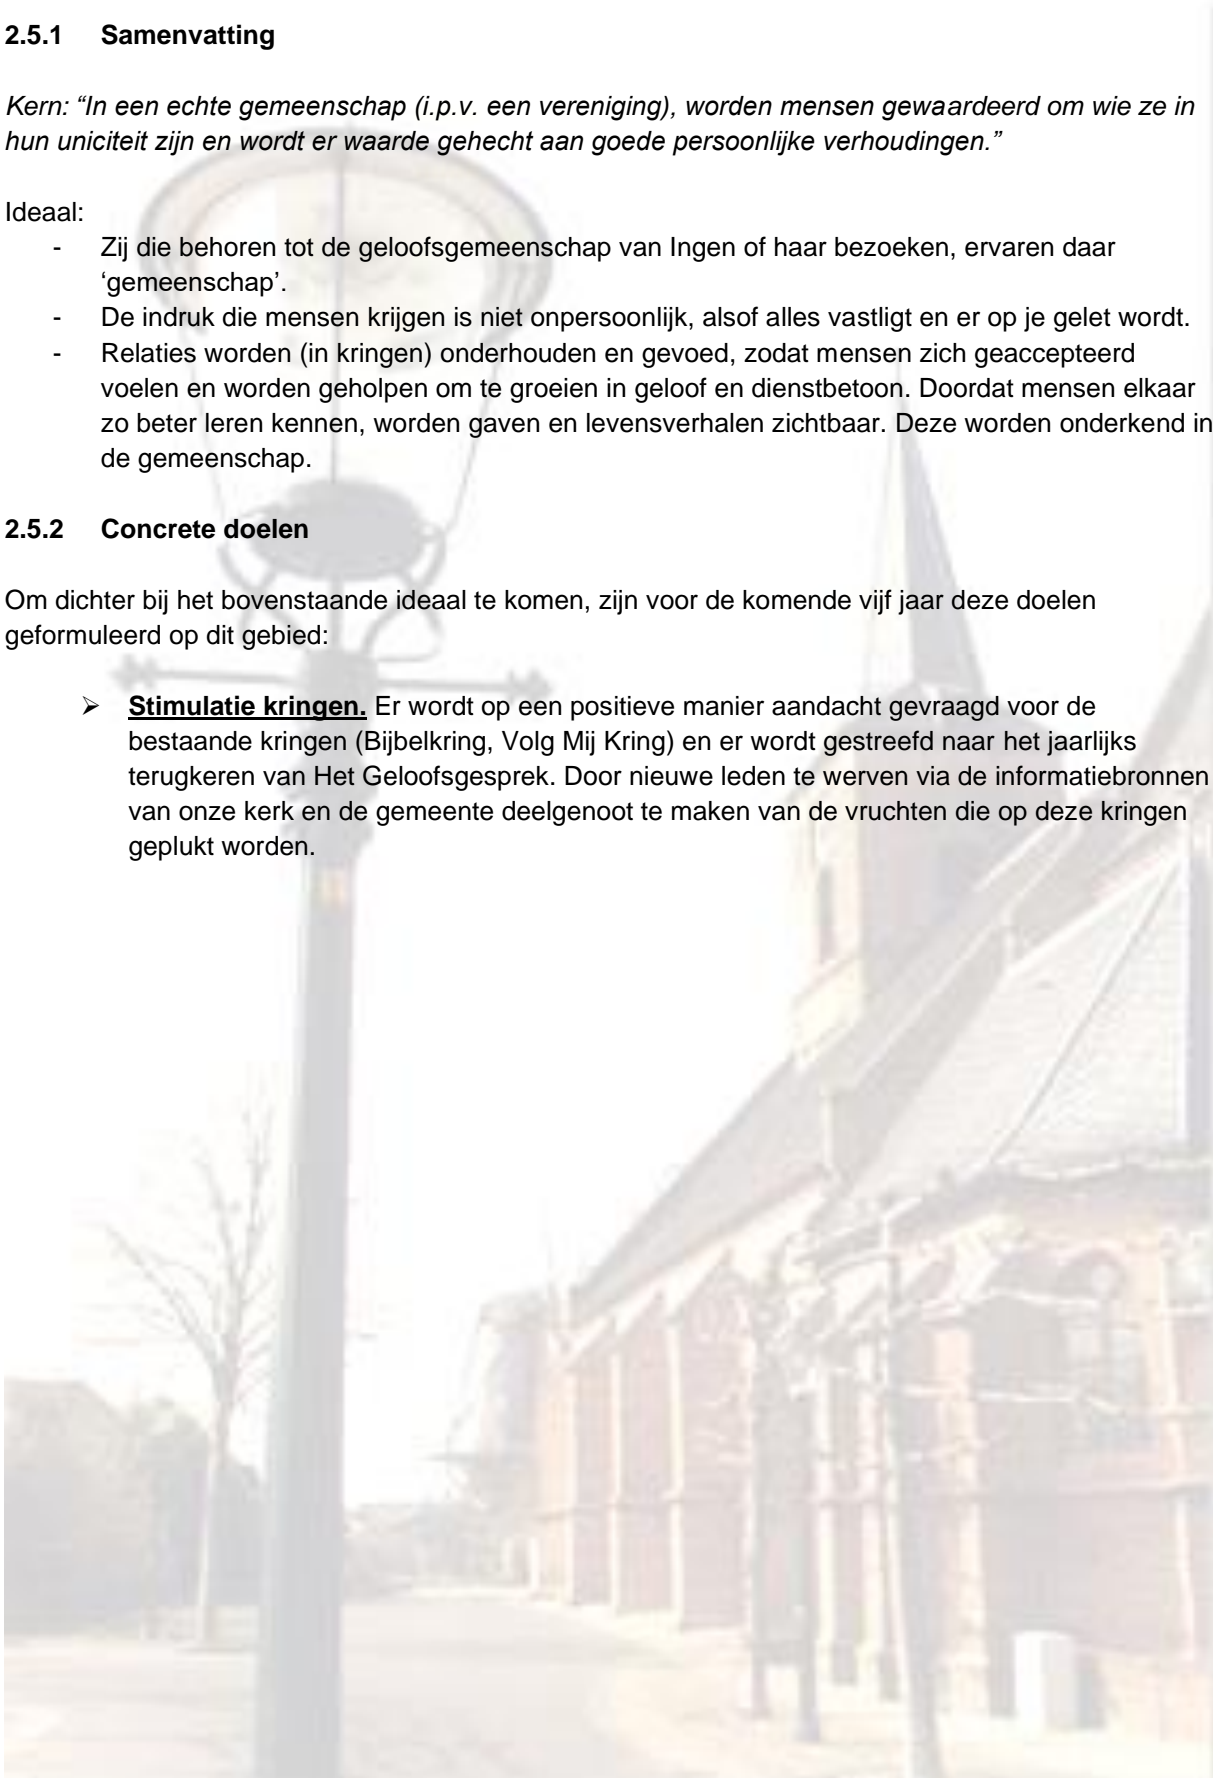 2.5.1 Samenvatting
Kern: “In een echte gemeenschap (i.p.v. een vereniging), worden mensen gewaardeerd om wie ze in
hun uniciteit zijn en wordt er waarde gehecht aan goede persoonlijke verhoudingen.”
Ideaal:
- Zij die behoren tot de geloofsgemeenschap van Ingen of haar bezoeken, ervaren daar
‘gemeenschap’.
- De indruk die mensen krijgen is niet onpersoonlijk, alsof alles vastligt en er op je gelet wordt.
- Relaties worden (in kringen) onderhouden en gevoed, zodat mensen zich geaccepteerd
voelen en worden geholpen om te groeien in geloof en dienstbetoon. Doordat mensen elkaar
zo beter leren kennen, worden gaven en levensverhalen zichtbaar. Deze worden onderkend in
de gemeenschap.
2.5.2 Concrete doelen
Om dichter bij het bovenstaande ideaal te komen, zijn voor de komende vijf jaar deze doelen
geformuleerd op dit gebied:
➢ Stimulatie kringen. Er wordt op een positieve manier aandacht gevraagd voor de
bestaande kringen (Bijbelkring, Volg Mij Kring) en er wordt gestreefd naar het jaarlijks
terugkeren van Het Geloofsgesprek. Door nieuwe leden te werven via de informatiebronnen
van onze kerk en de gemeente deelgenoot te maken van de vruchten die op deze kringen
geplukt worden.